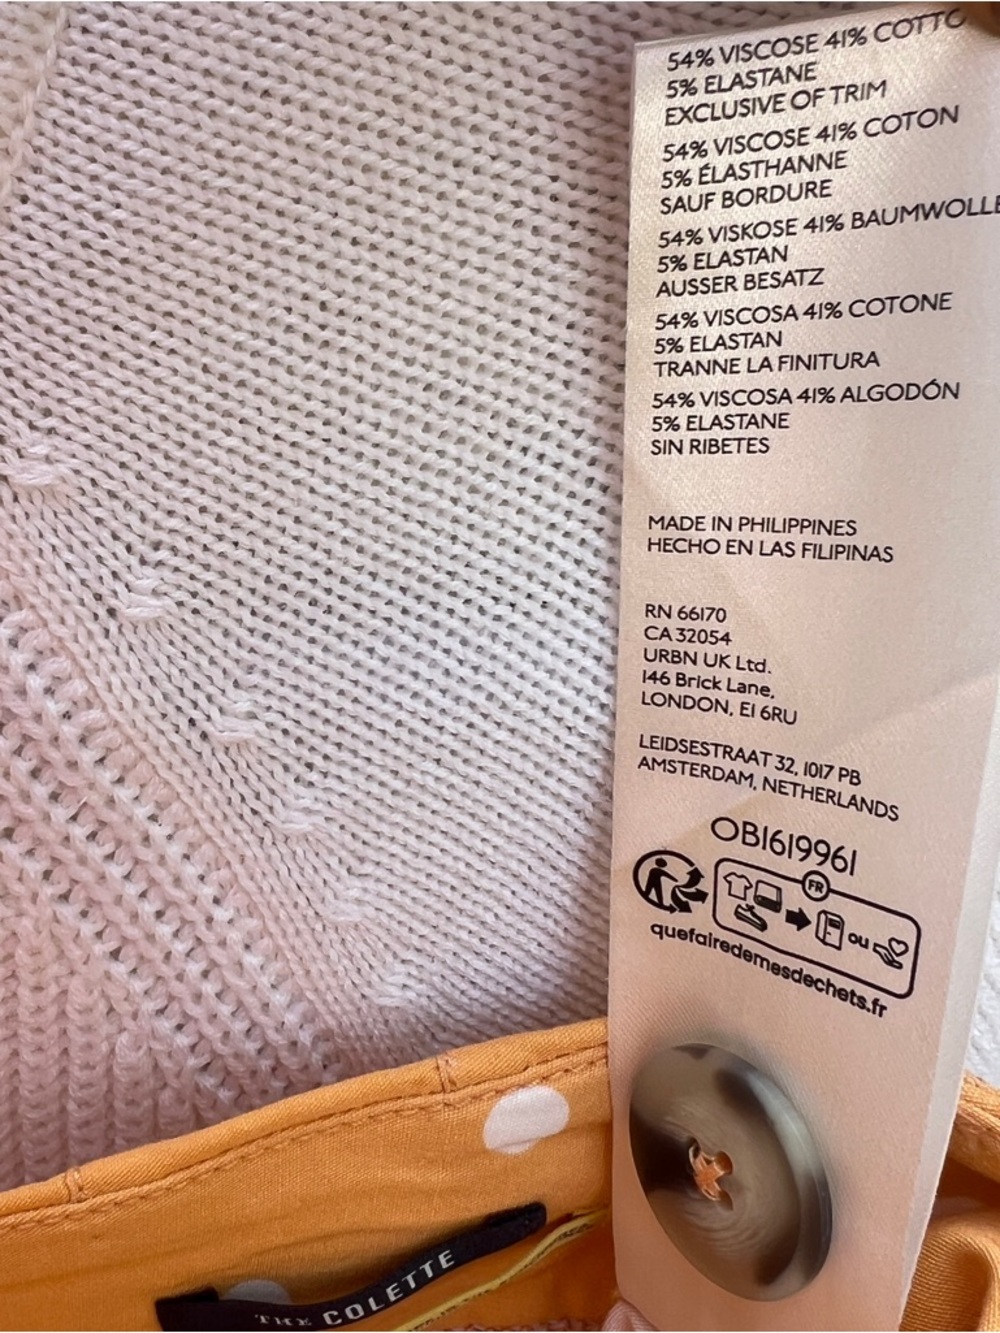 54% VISCOSE 41% COTTO
5% ELASTANE
EXCLUSIVE OF TRIM
54% VISCOSE 41% COTON
5% ÉLASTHANNE
SAUF BORDURE
54% VISKOSE 41% BAUMWOLLE
5% ELASTAN
AUSSER BESATZ
54% VISCOSA 41% COTONE
5% ELASTAN
TRANNE LA FINITURA
54% VISCOSA 41% ALGODÓN
5% ELASTANE
SIN RIBETES
MADE IN PHILIPPINES
HECHO EN LAS FILIPINAS
RN 66170
CA 32054
URBN UK Ltd.
146 Brick Lane,
LONDON, E1 6RU
LEIDSESTRAAT 32, 1017 PB
AMSTERDAM, NETHERLANDS
OB1619961
FR
ou
quefairedemesdechets.fr
THE COLETTE